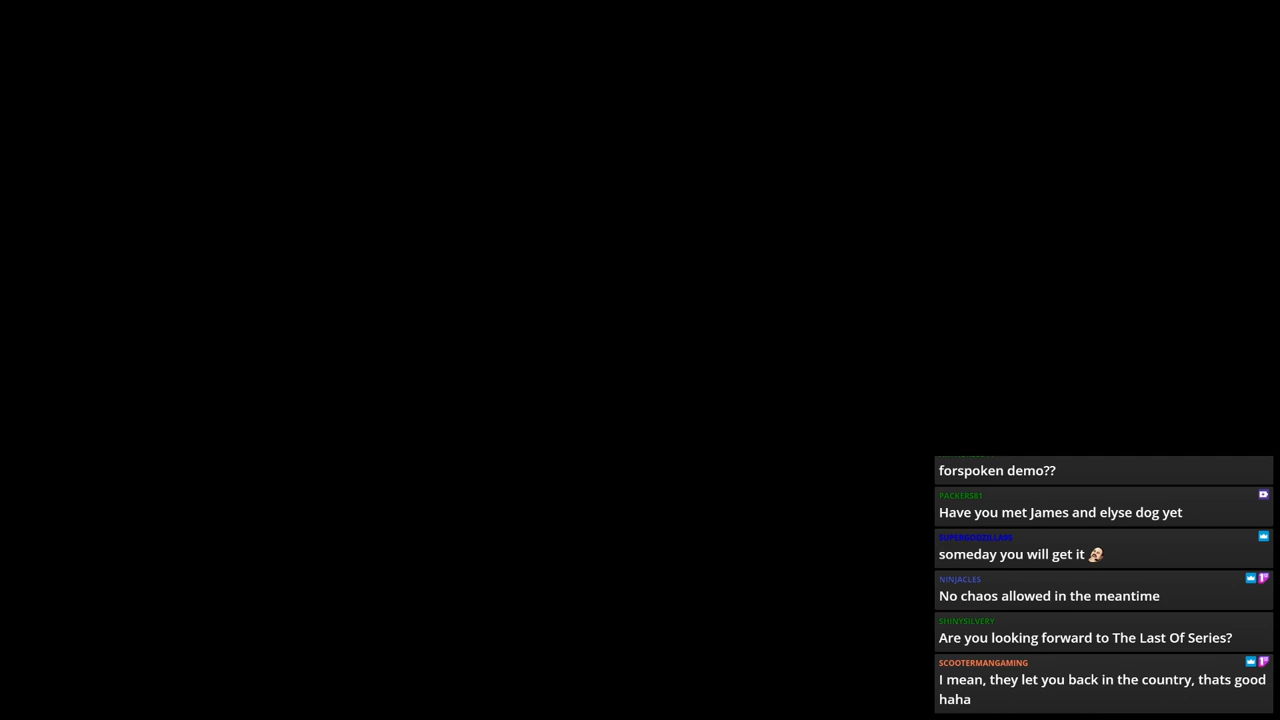 forspoken demo??
PACKERS81
Have you met James and elyse dog yet
someday you will get it
NINJACLES
No chaos allowed in the meantime
SHINYSILVERY
Are you looking forward to The Last Of Series?
SCOOTERMANGAMING
I mean, they let you back in the country, thats good
haha